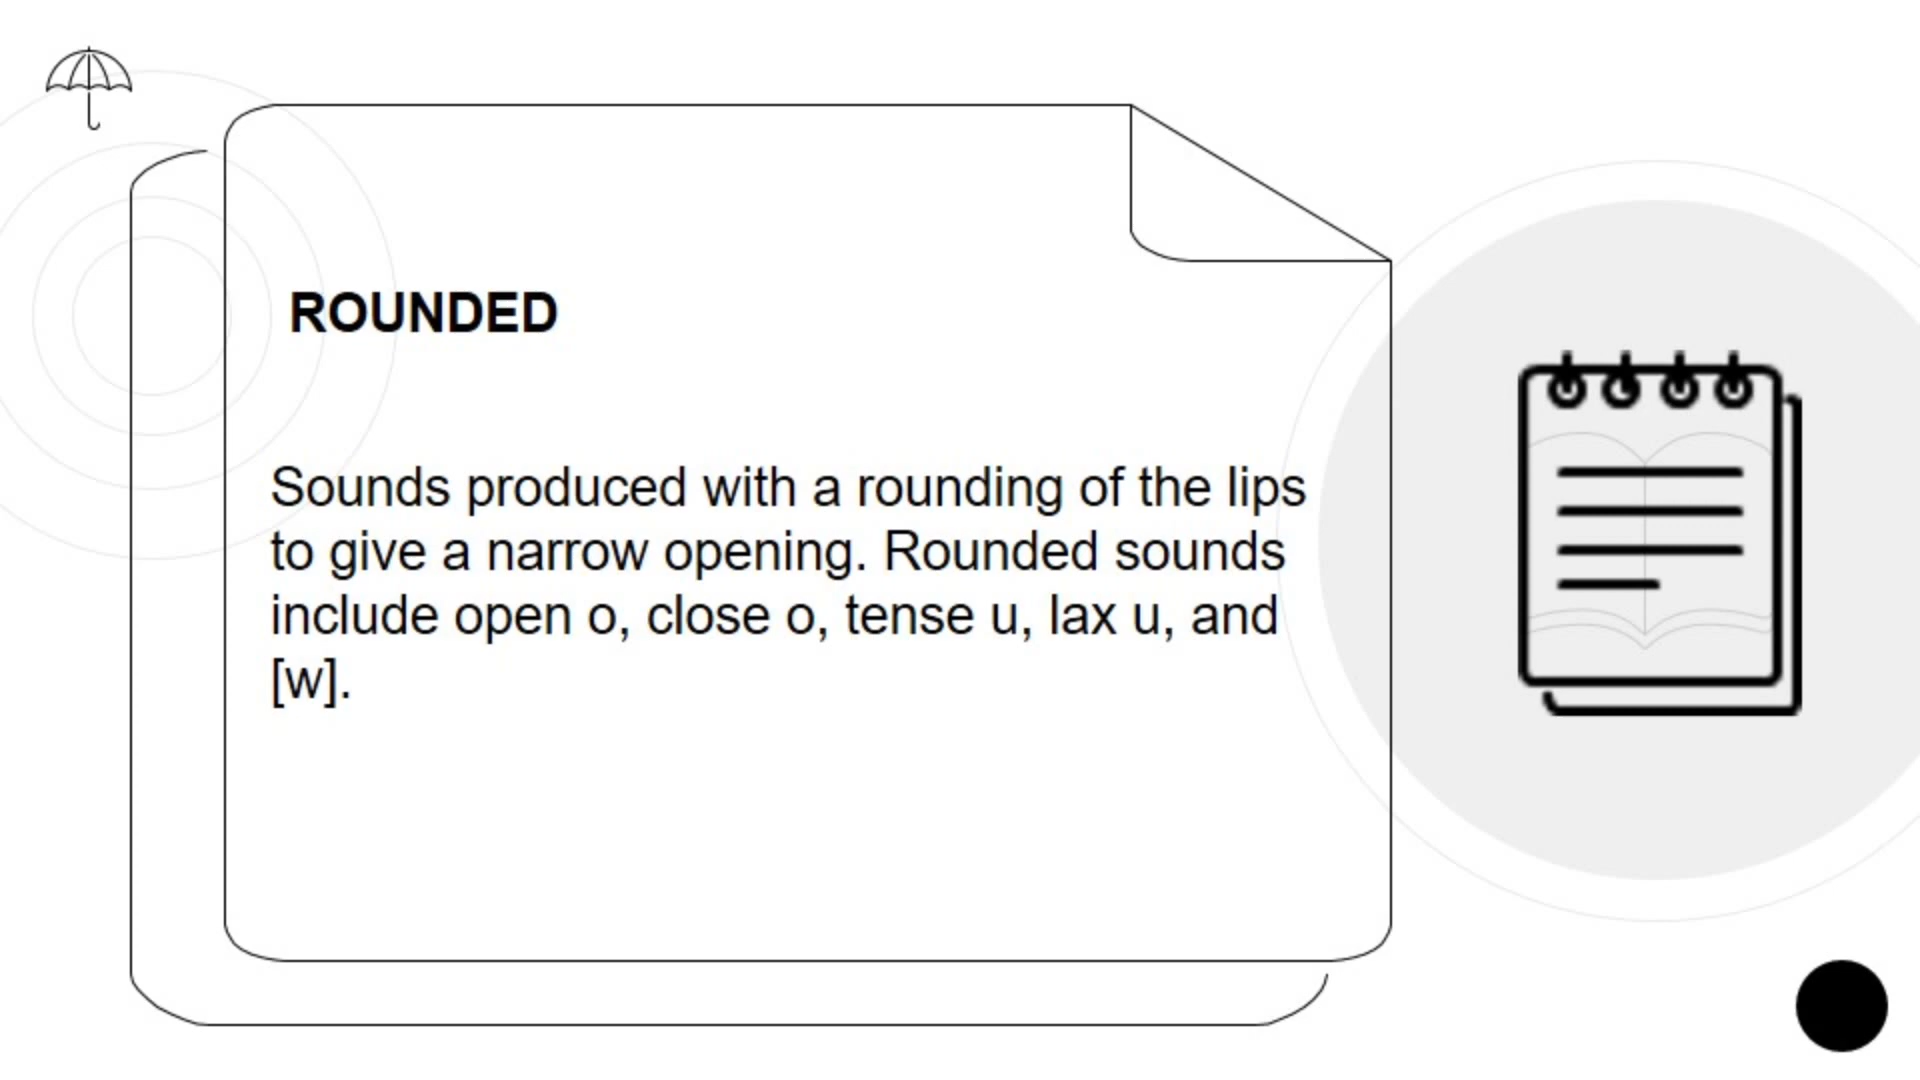 ROUNDED
Sounds produced with a rounding of the lips
to give a narrow opening. Rounded sounds
include open o, close o, tense u, lax u, and
[w].